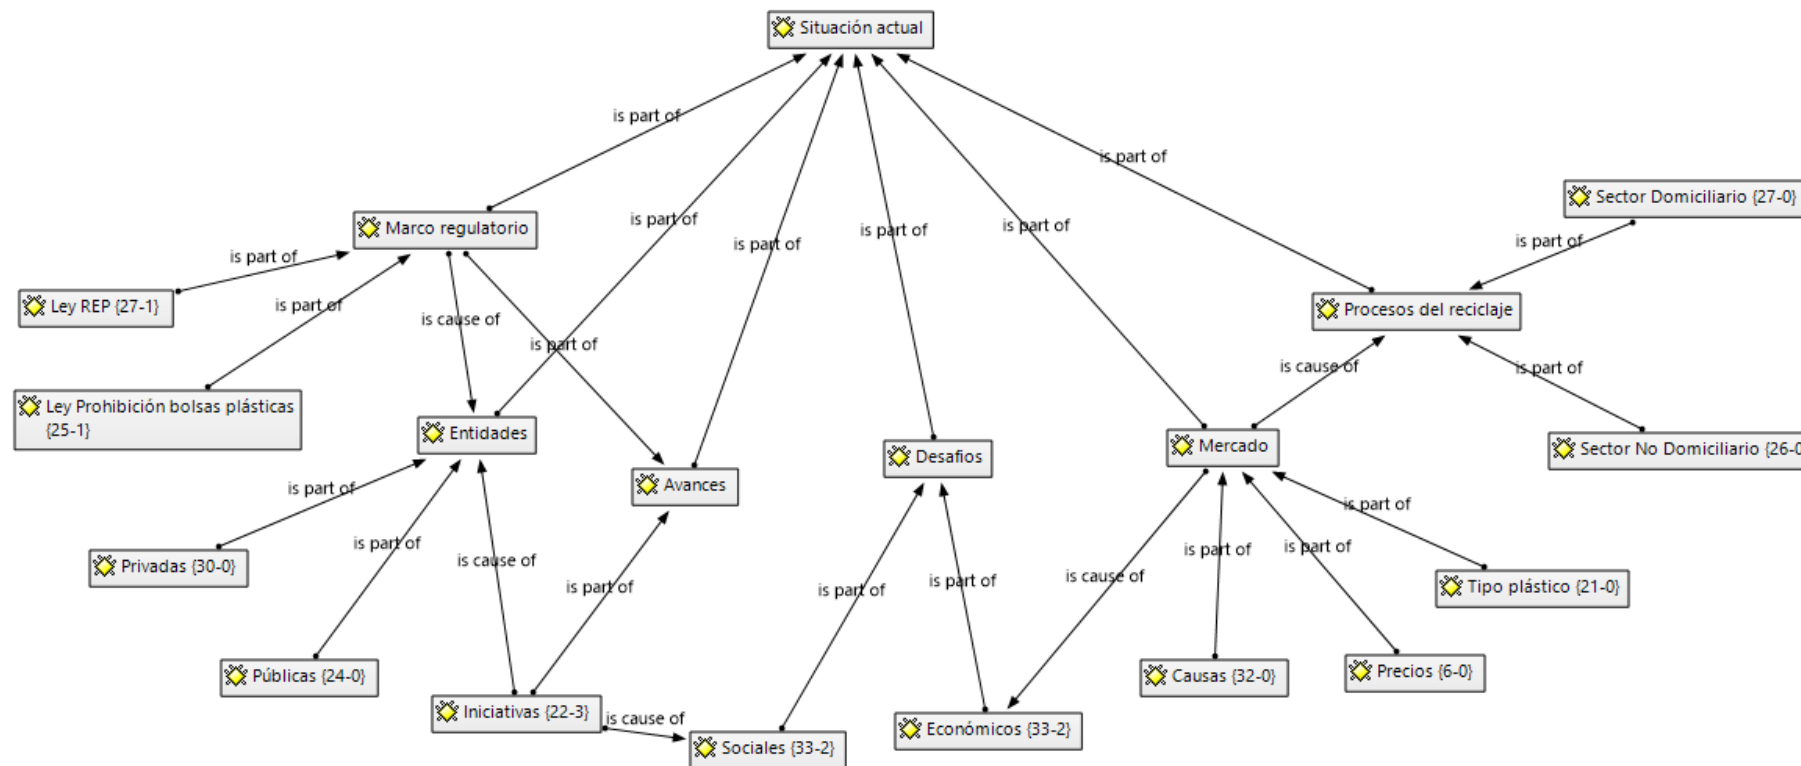 Situación actual
is part of
is part of
Sector Domiciliario {27-0}
Marco regulatorio
is part of
is part of
is part of
is part of
is part of
is part of
Ley REP {27-1}
is part of
Procesos del reciclaje
is cause of
is part of
is cause of
is part of
Ley Prohibición bolsas plásticas
{25-1}
Entidades
Mercado
Sector No Domiciliario {26-0
Desafios
Avances
is part of
is part of
is part of
is part of
is part of
is cause of
Privadas {30-0}
is cause of
is part of
is part of
is part of
Tipo plástico {21-0}
Públicas {24-0}
Causas {32-0}
Precios {6-0}
Iniciativas {22-3}
is cause of
Económicos {33-2}
Sociales {33-2}